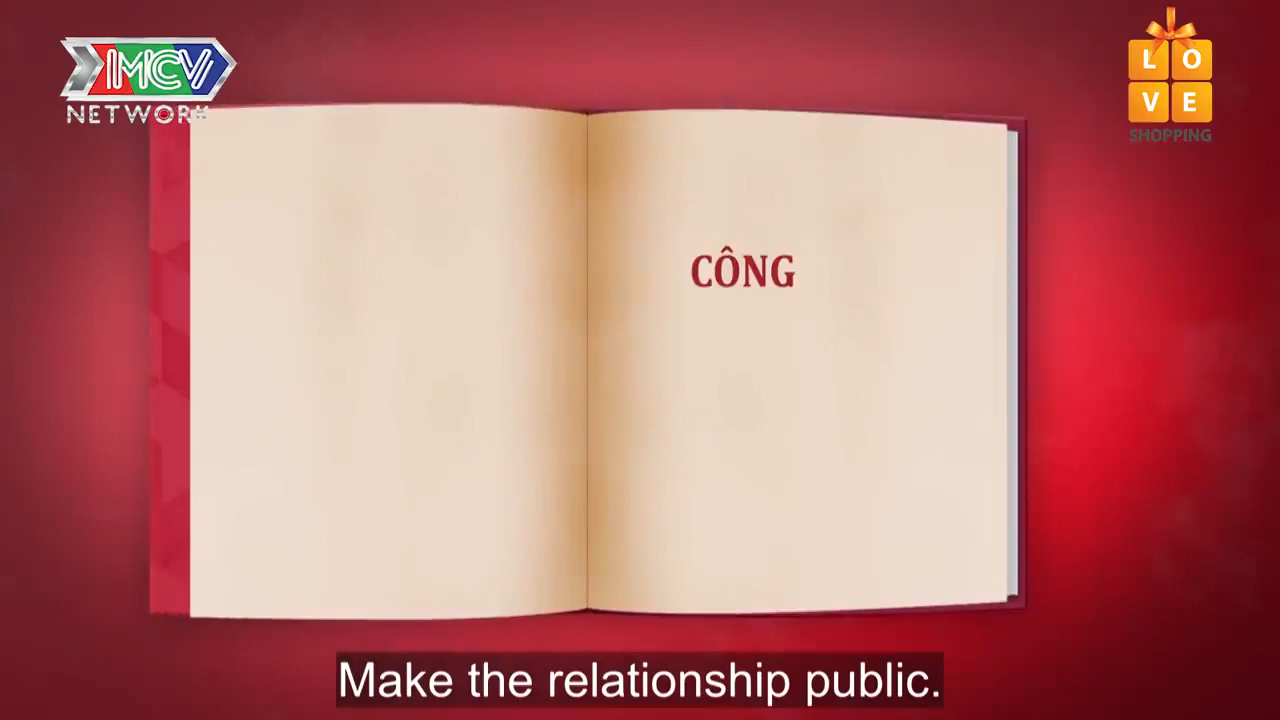 MCV
NETWORK
L O
V E
SHOPPING
CÔNG
Make the relationship public.